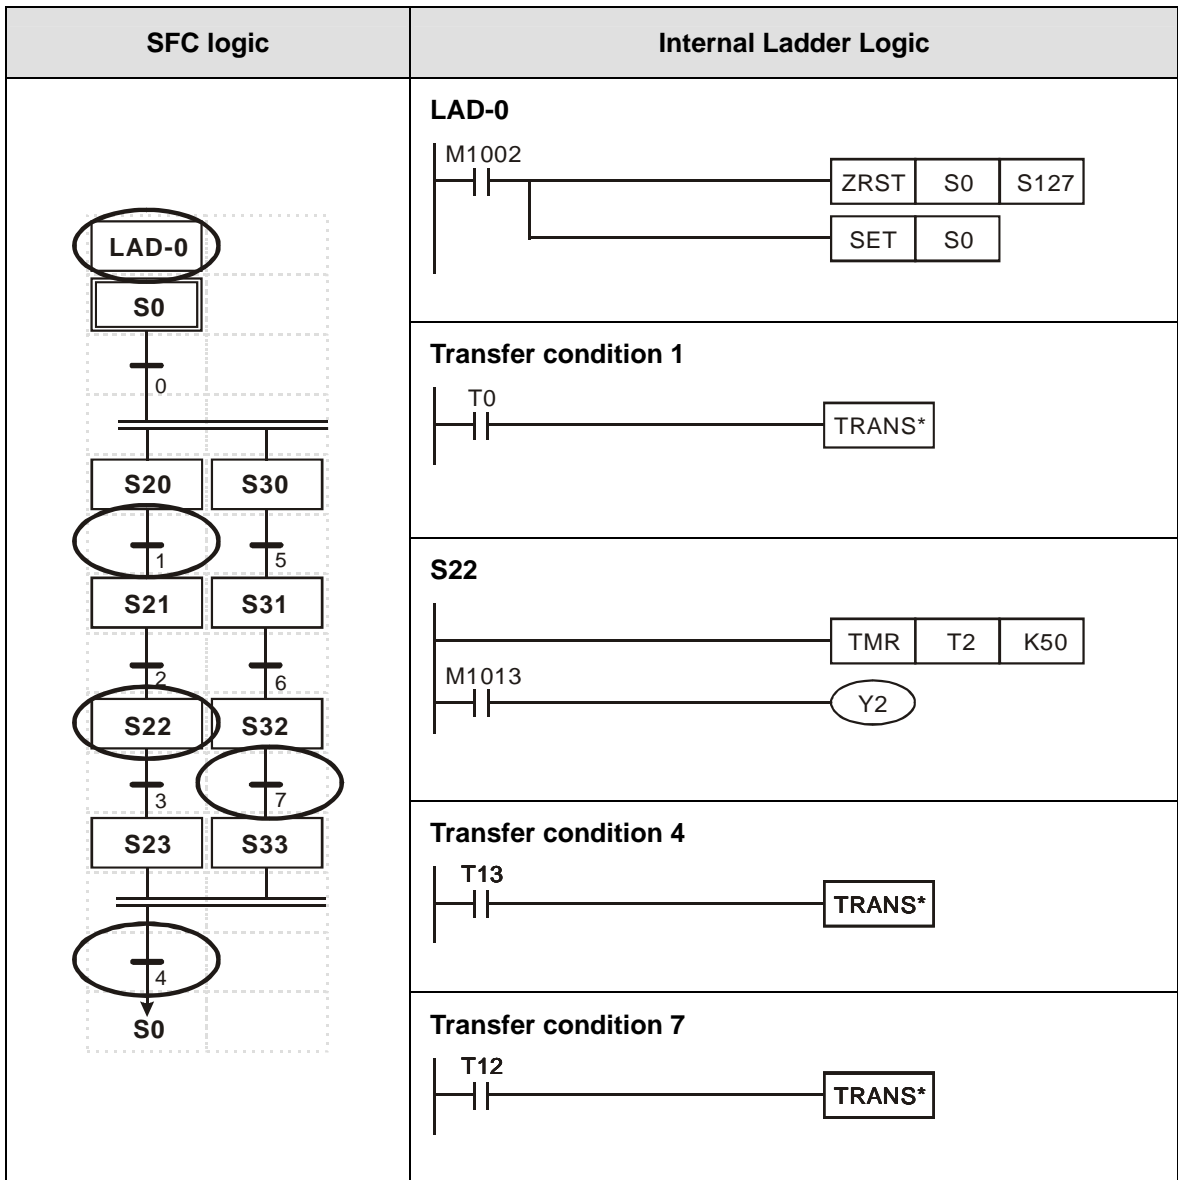 SFC logic
Internal Ladder Logic
LAD-0
S0
0
S20 S30
1 5
S21 S31
2 6
S22 S32
3 7
S23 S33
4
S0
LAD-0
M1002
ZRST S0 S127
SET S0
Transfer condition 1
T0
TRANS*
S22
TMR T2 K50
M1013
Y2
Transfer condition 4
T13
TRANS*
Transfer condition 7
T12
TRANS*